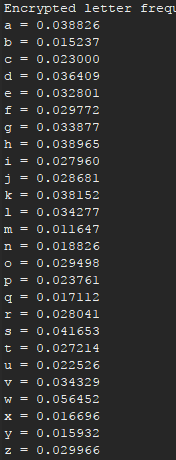 Encrypted letter frequ
a = 0.038826
b = 0.015237
c = 0.023000
d = 0.036409
e = 0.032801
f = 0.029772
g = 0.033877
h = 0.038965
i = 0.027960
j = 0.028681
k = 0.038152
l = 0.034277
m = 0.011647
n = 0.018826
o = 0.029498
p = 0.023761
q = 0.017112
r = 0.028041
s = 0.041653
t = 0.027214
u = 0.022526
v = 0.034329
w = 0.056452
x = 0.016696
y = 0.015932
z = 0.029966